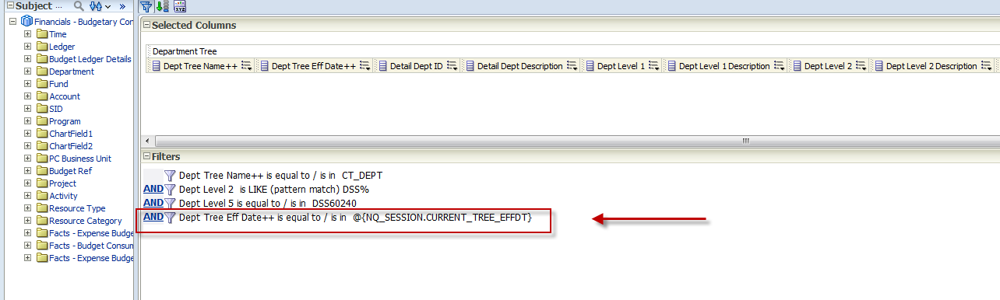 Subject ...
Financials - Budgetary Con
Time
Ledger
Budget Ledger Details
Department
Fund
Account
SID
Program
ChartField1
ChartField2
PC Business Unit
Budget Ref
Project
Activity
Resource Type
Resource Category
Facts - Expense Budge
Facts - Budget Consum
Facts - Expense Budge
XYZ
Selected Columns
Department Tree
Dept Tree Name++ Dept Tree Eff Date++ Detail Dept ID Detail Dept Description Dept Level 1 Dept Level 1 Description Dept Level 2 Dept Level 2 Description
Filters
Dept Tree Name++ is equal to / is in CT_DEPT
AND Dept Level 2 is LIKE (pattern match) DSS%
AND Dept Level 5 is equal to / is in DSS60240
AND Dept Tree Eff Date++ is equal to / is in @{NQ_SESSION.CURRENT_TREE_EFFDT}